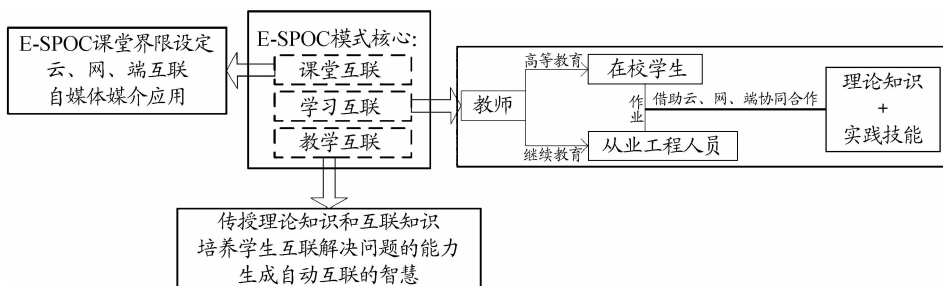 E-SPOC课堂界限设定
云、网、端互联
自媒体媒介应用
E-SPOC模式核心:
课堂互联
学习互联
教学互联
教师
高等教育
继续教育
在校学生
作业
从业工程人员
借助云、网、端协同合作
理论知识
+
实践技能
传授理论知识和互联知识
培养学生互联解决问题的能力
生成自动互联的智慧